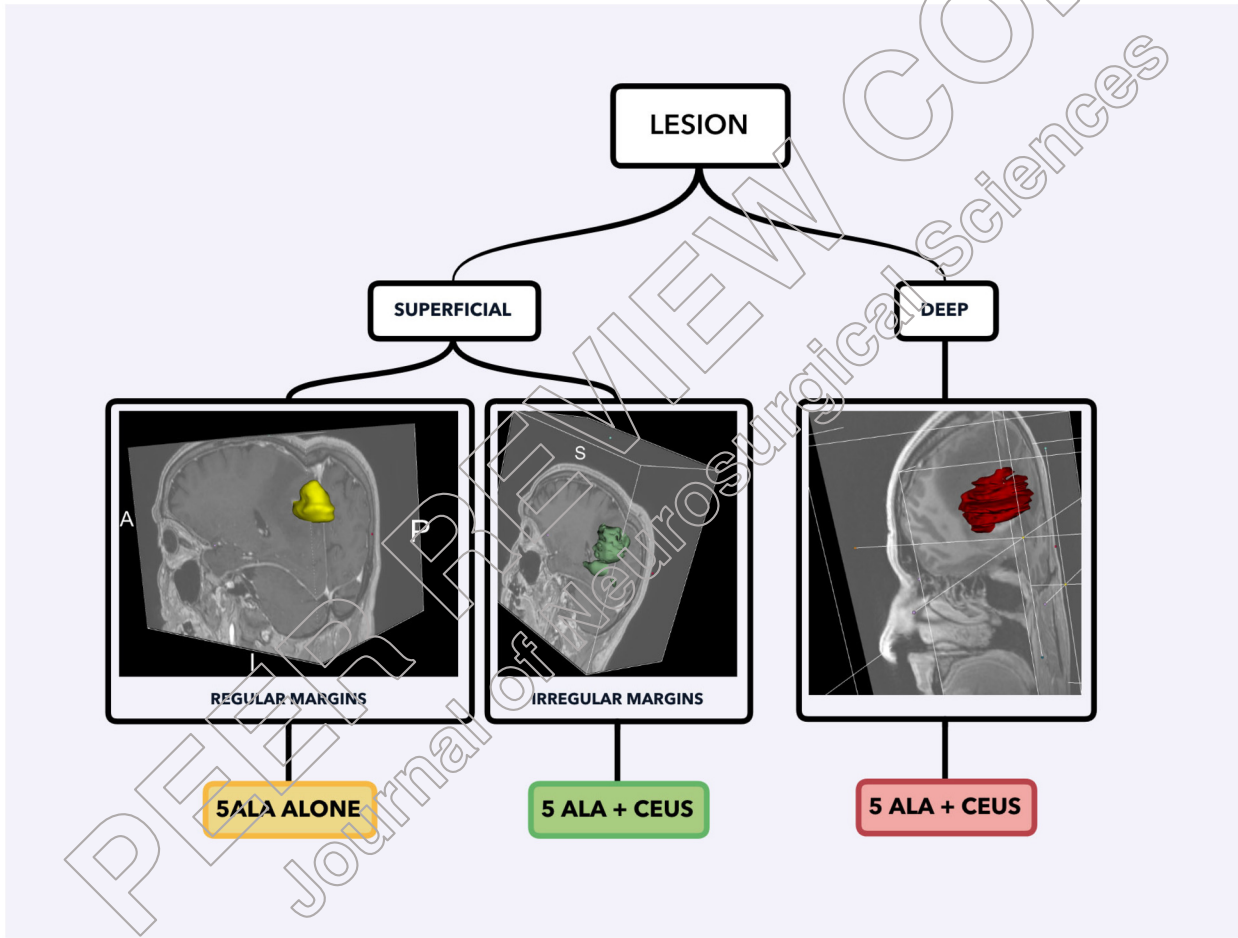 LESION
SUPERFICIAL
DEEP
A
P
I
S
REGULAR MARGINS
IRREGULAR MARGINS
5ALA ALONE
5 ALA + CEUS
5 ALA + CEUS
PEER REVIEW CO
Journal of Neurosurgical Sciences